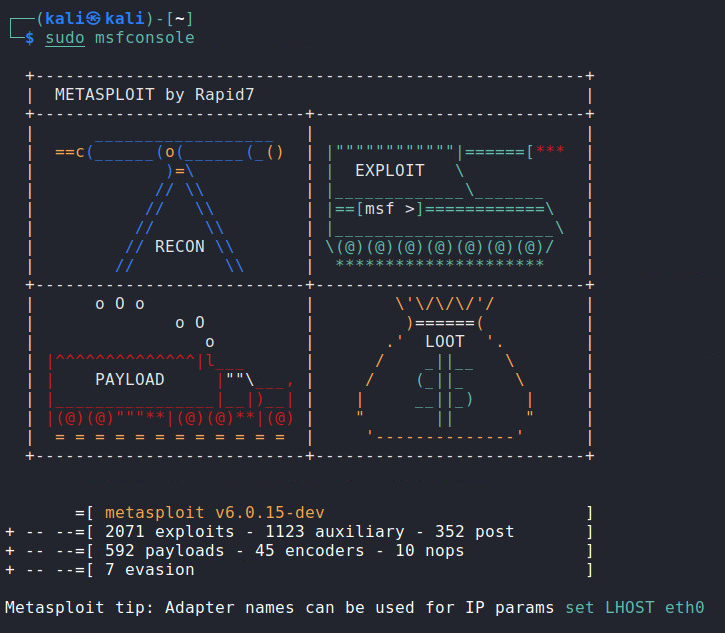 (kali㉿kali)-[~]
$ sudo msfconsole
METASPLOIT by Rapid7
==c(______(o(______(_()
|""""""""""""|======[***
)=\
| EXPLOIT \
// \\
|_____________\_______
// \\
|==[msf >]============\
// \\
|______________________\
// RECON \\
\(@)(@)(@)(@)(@)(@)(@)/
// \\
*********************
o O o
\'\/\/\/'/
o O
)======(
o
.' LOOT '.
|^^^^^^^^^^^^^^|l___
/ _||__ \
| PAYLOAD |""\___,
/ (_||_ \
|________________|__|)__|
| __||_) |
|(@)(@)"""**|(@)(@)**|(@)
" || "
= = = = = = = = = = = =
'--------------'
=[ metasploit v6.0.15-dev ]
+ -- --=[ 2071 exploits - 1123 auxiliary - 352 post ]
+ -- --=[ 592 payloads - 45 encoders - 10 nops ]
+ -- --=[ 7 evasion ]
Metasploit tip: Adapter names can be used for IP params set LHOST eth0